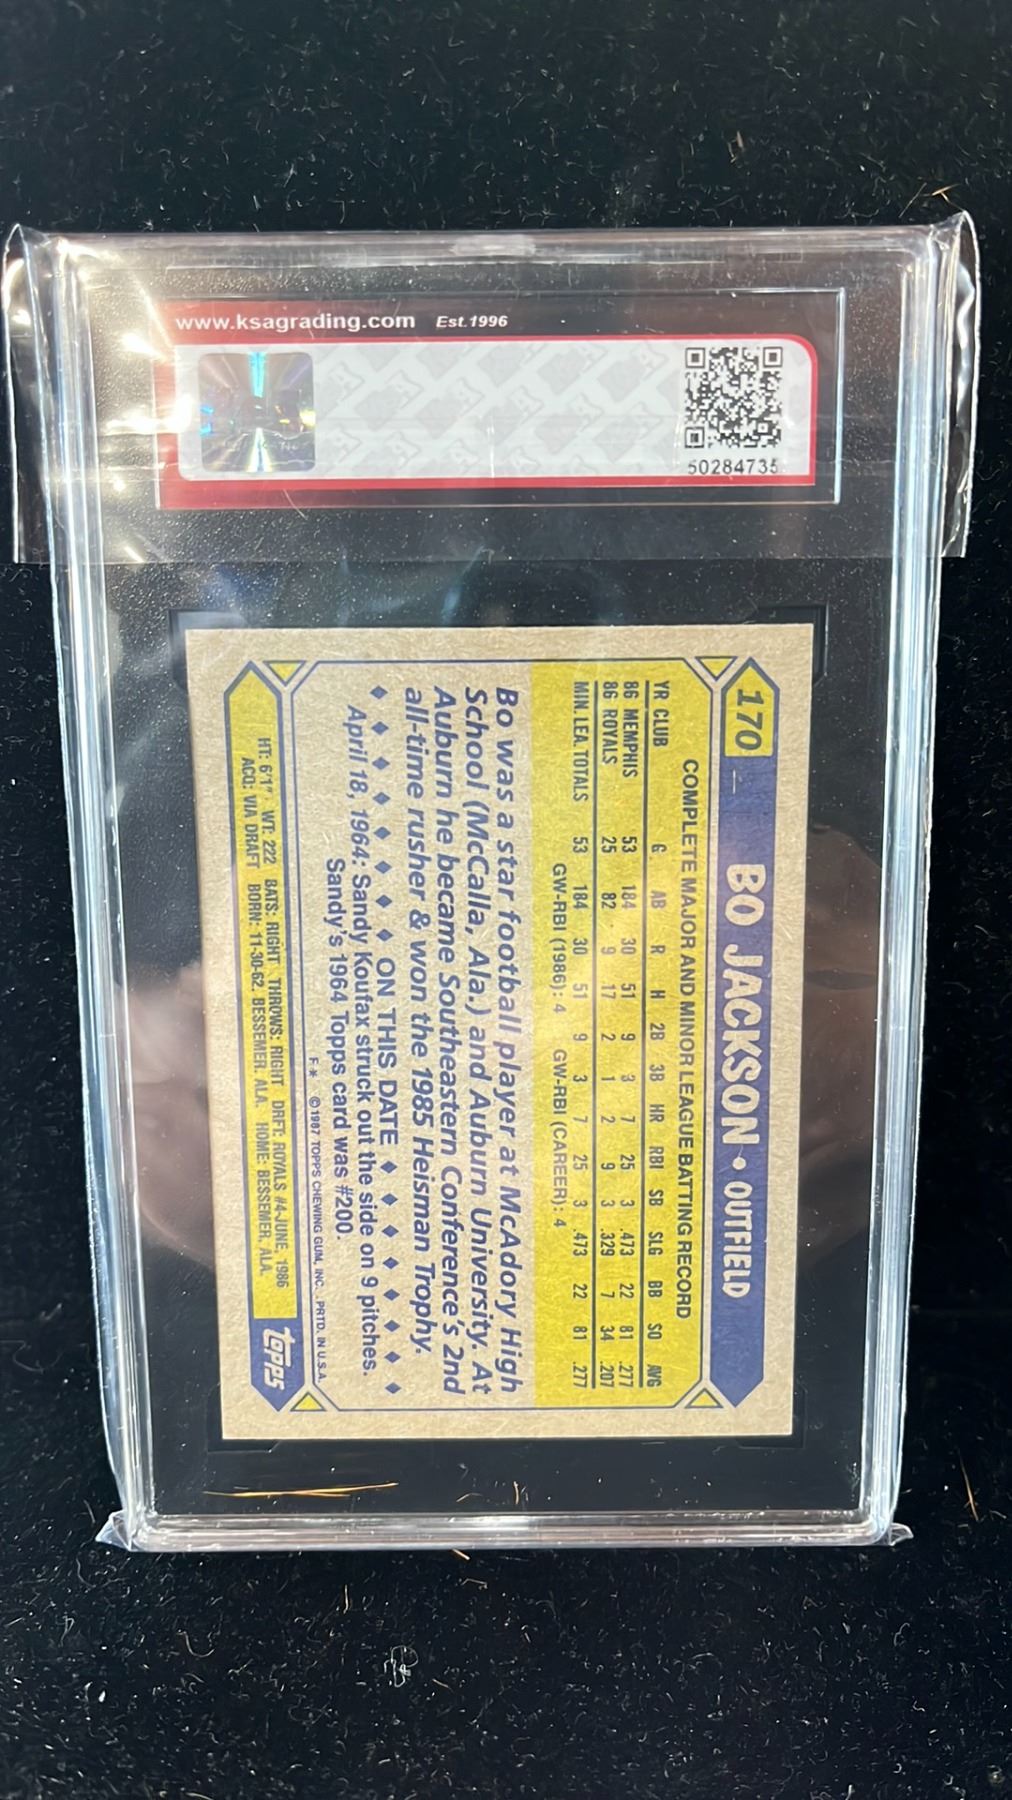 www.ksagrading.com Est.1996
50284735
170
BO JACKSON • OUTFIELD
COMPLETE MAJOR AND MINOR LEAGUE BATTING RECORD
YR CLUB G AB R H 2B 3B HR RBI SB SLG BB SO AVG
86 MEMPHIS 53 184 30 51 9 3 7 25 3 .473 22 81 .277
86 ROYALS 25 82 9 17 2 1 2 9 3 .329 7 34 .207
MIN. LEA. TOTALS 53 184 30 51 9 3 7 25 3 .473 22 81 .277
GW-RBI (1986): 4 GW-RBI (CAREER): 4
Bo was a star football player at McAdory High
School (McCalla, Ala.) and Auburn University. At
Auburn he became Southeastern Conference's 2nd
all-time rusher & won the 1985 Heisman Trophy.
♦ ♦ ♦ ♦ ♦ ♦ ON THIS DATE ♦ ♦ ♦ ♦ ♦ ♦
April 18, 1964: Sandy Koufax struck out the side on 9 pitches.
Sandy's 1964 Topps card was #200.
F * ©1987 TOPPS CHEWING GUM, INC. PRTD. IN U.S.A.
HT: 6'1" WT: 222 BATS: RIGHT THROWS: RIGHT DRFT: ROYALS #4-JUNE, 1986
ACQ: VIA DRAFT BORN: 11-30-62, BESSEMER, ALA. HOME: BESSEMER, ALA.
topps